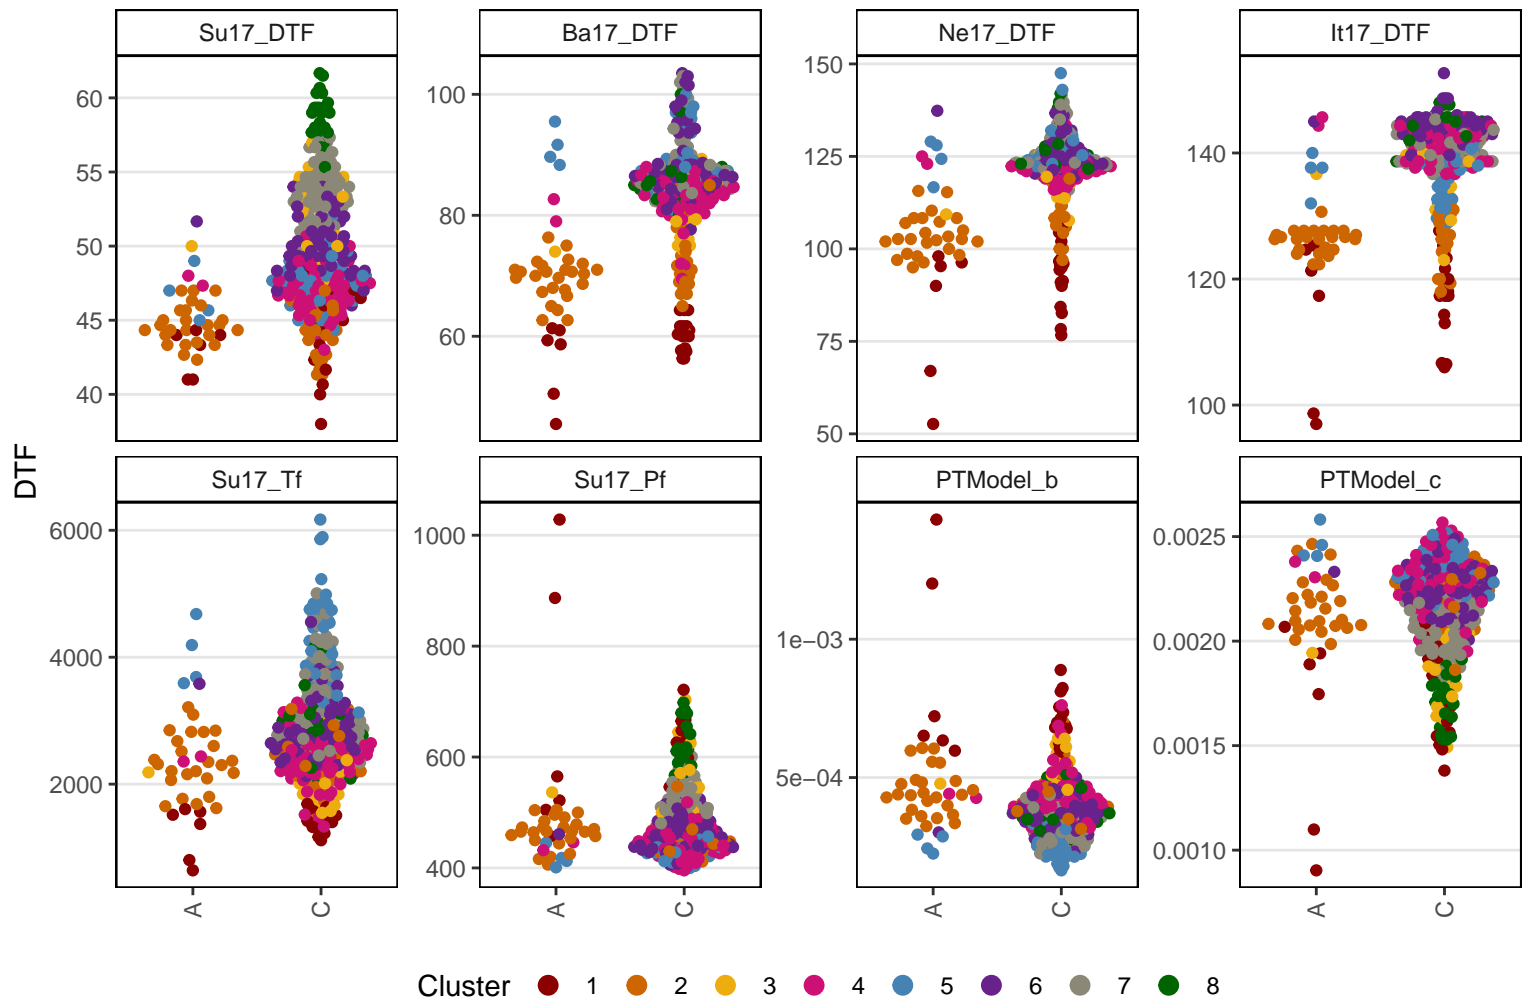 Su17_DTF Ba17_DTF Ne17_DTF It17_DTF
60 55 50 45 40
100 80 60
150 125 100 75 50
140 120 100
DTF
Su17_Tf Su17_Pf PTModel_b PTModel_c
6000 4000 2000
1000 800 600 400
1e−03 5e−04
0.0025 0.0020 0.0015 0.0010
A C A C A C A C
Cluster 1 2 3 4 5 6 7 8